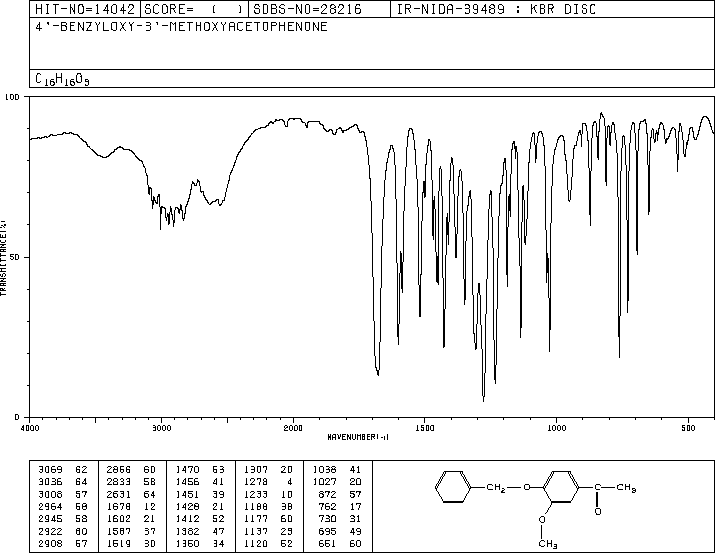 HIT-NO=14042 SCORE= ( ) SDBS-NO=28216 IR-NIDA-39489 : KBR DISC
4'-BENZYLOXY-3'-METHOXYACETOPHENONE
C16H16O3
100
TRANSMITTANCE(%)
50
0
4000 3000 2000 1500 1000 500
WAVENUMBER(-1)
3069 62 2866 60 1470 53 1307 20 1038 41
3036 64 2833 58 1456 41 1278 4 1027 20
3008 57 2631 64 1451 39 1233 10 872 57
2964 58 1678 12 1428 21 1188 38 762 17
2945 58 1602 21 1412 52 1177 60 730 31
2922 60 1587 37 1382 47 1137 23 695 49
2908 57 1519 30 1350 34 1120 52 651 60
CH2 O C CH3
O O
CH3